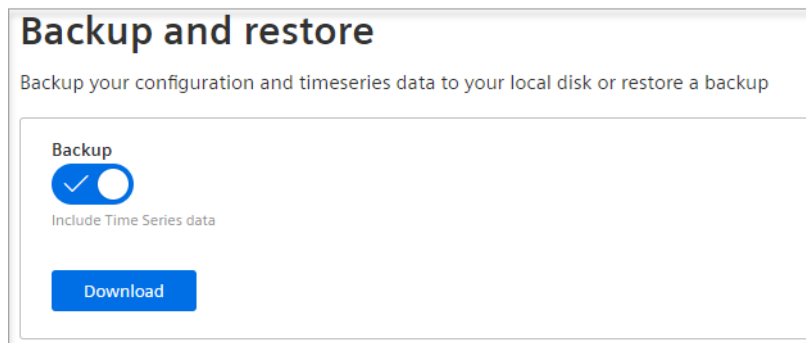 Backup and restore
Backup your configuration and timeseries data to your local disk or restore a backup
Backup
Include Time Series data
Download